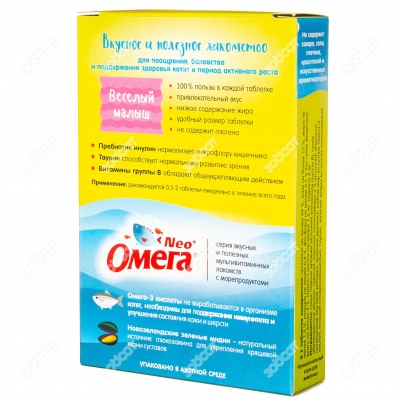 Вкусное и полезное лакомство
для поощрения, баловства
и поддержания здоровья котят в период активного роста
Веселый
малыш
• 100% пользы в каждой таблетке
• привлекательный вкус
• низкое содержание жира
• удобный размер таблетки
• не содержит глютена
• Пребиотик инулин нормализует микрофлору кишечника
• Таурин способствует нормальному развитию зрения
• Витамины группы В обладают общеукрепляющим действием
Применение: рекомендуется 0,5-2 таблетки ежедневно в течение всего года
Омега Neo+
серия вкусных
и полезных
мультивитаминных
лакомств
с морепродуктами
Омега-3 кислоты не вырабатываются в организме
котят, необходимы для поддержания иммунитета и
улучшения состояния кожи и шерсти
Новозеландские зеленые мидии – натуральный
источник глюкозамина для укрепления хрящевой
ткани суставов
УПАКОВАНО В АЗОТНОЙ СРЕДЕ
Не содержит
сахара, соли,
глютена,
красителей и
искусственных
ароматизаторов